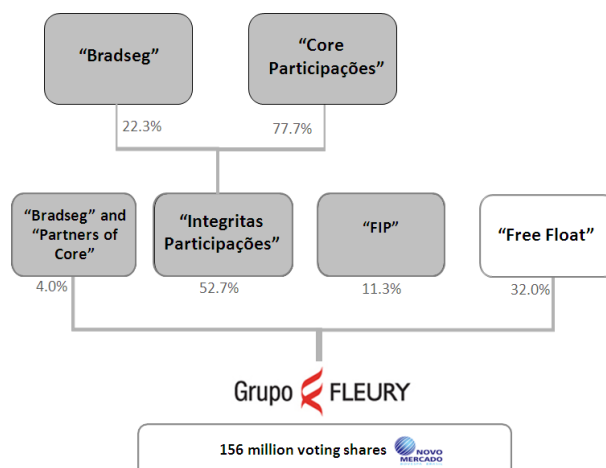 “Bradseg”
“Core
Participações”
22.3%
77.7%
“Bradseg” and
“Partners of
Core”
“Integritas
Participações”
“FIP”
“Free Float”
4.0%
52.7%
11.3%
32.0%
Grupo FLEURY
156 million voting shares
NOVO
MERCADO